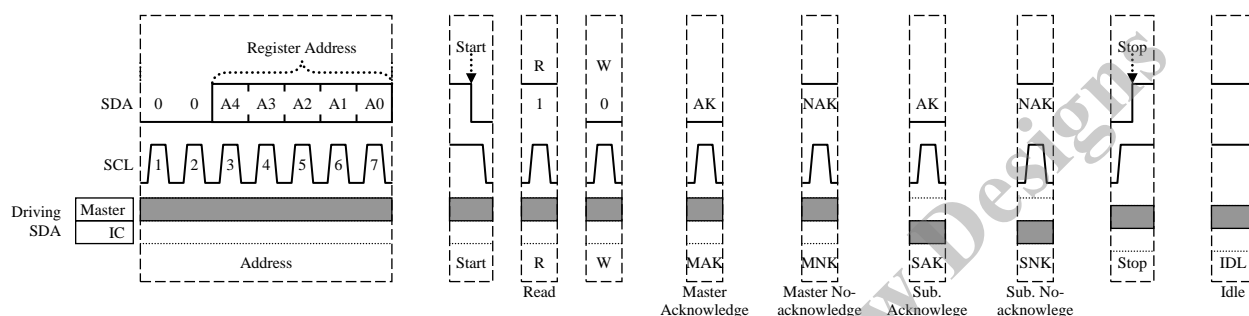 Start
Stop
Register Address
R
W
SDA
0
0
A4
A3
A2
A1
A0
1
0
AK
NAK
AK
NAK
SCL
1
2
3
4
5
6
7
Driving
SDA
Master
IC
Address
Start
R
W
MAK
MNK
SAK
SNK
Stop
IDL
Read
Master
Acknowledge
Master No-
acknowledge
Sub.
Acknowlege
Sub. No-
acknowlege
Idle
w Designs